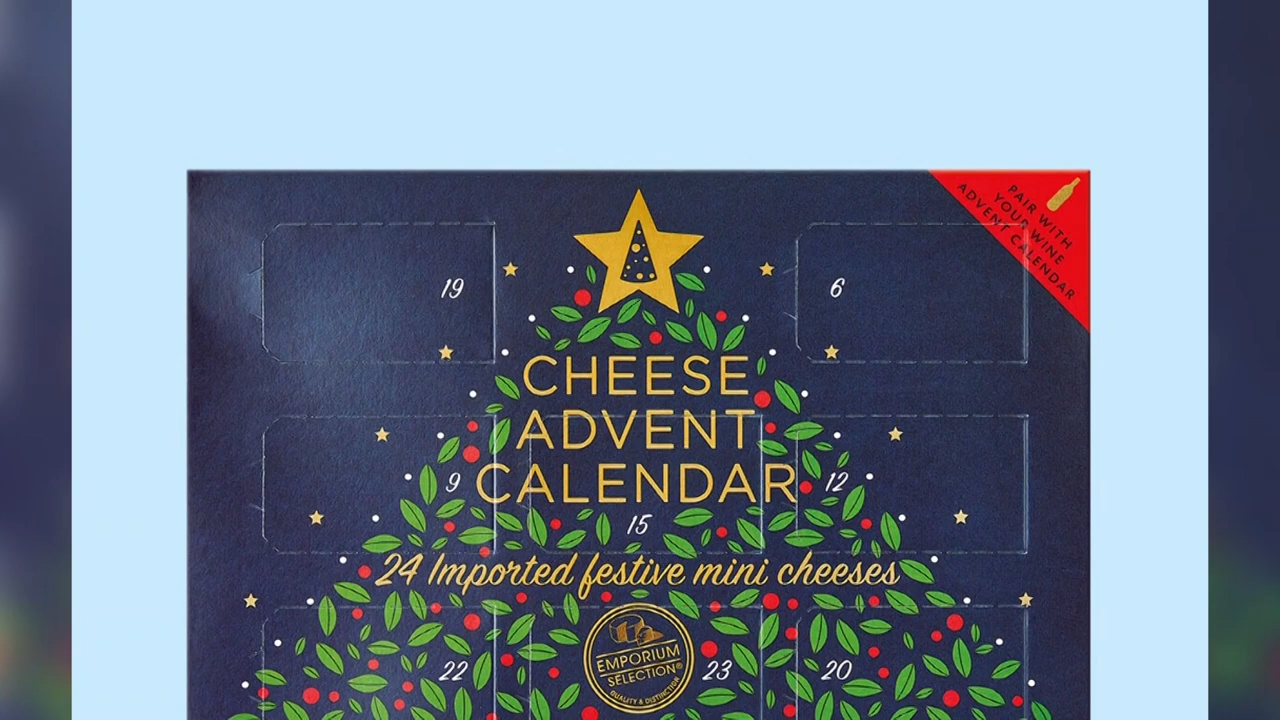 PAIR WITH
YOUR WINE
ADVENT CALENDAR
19
6
CHEESE
ADVENT
CALENDAR
9
12
15
24 Imported festive mini cheeses
EMPORIUM
SELECTION®
QUALITY & DISTINCTION
22
23
20